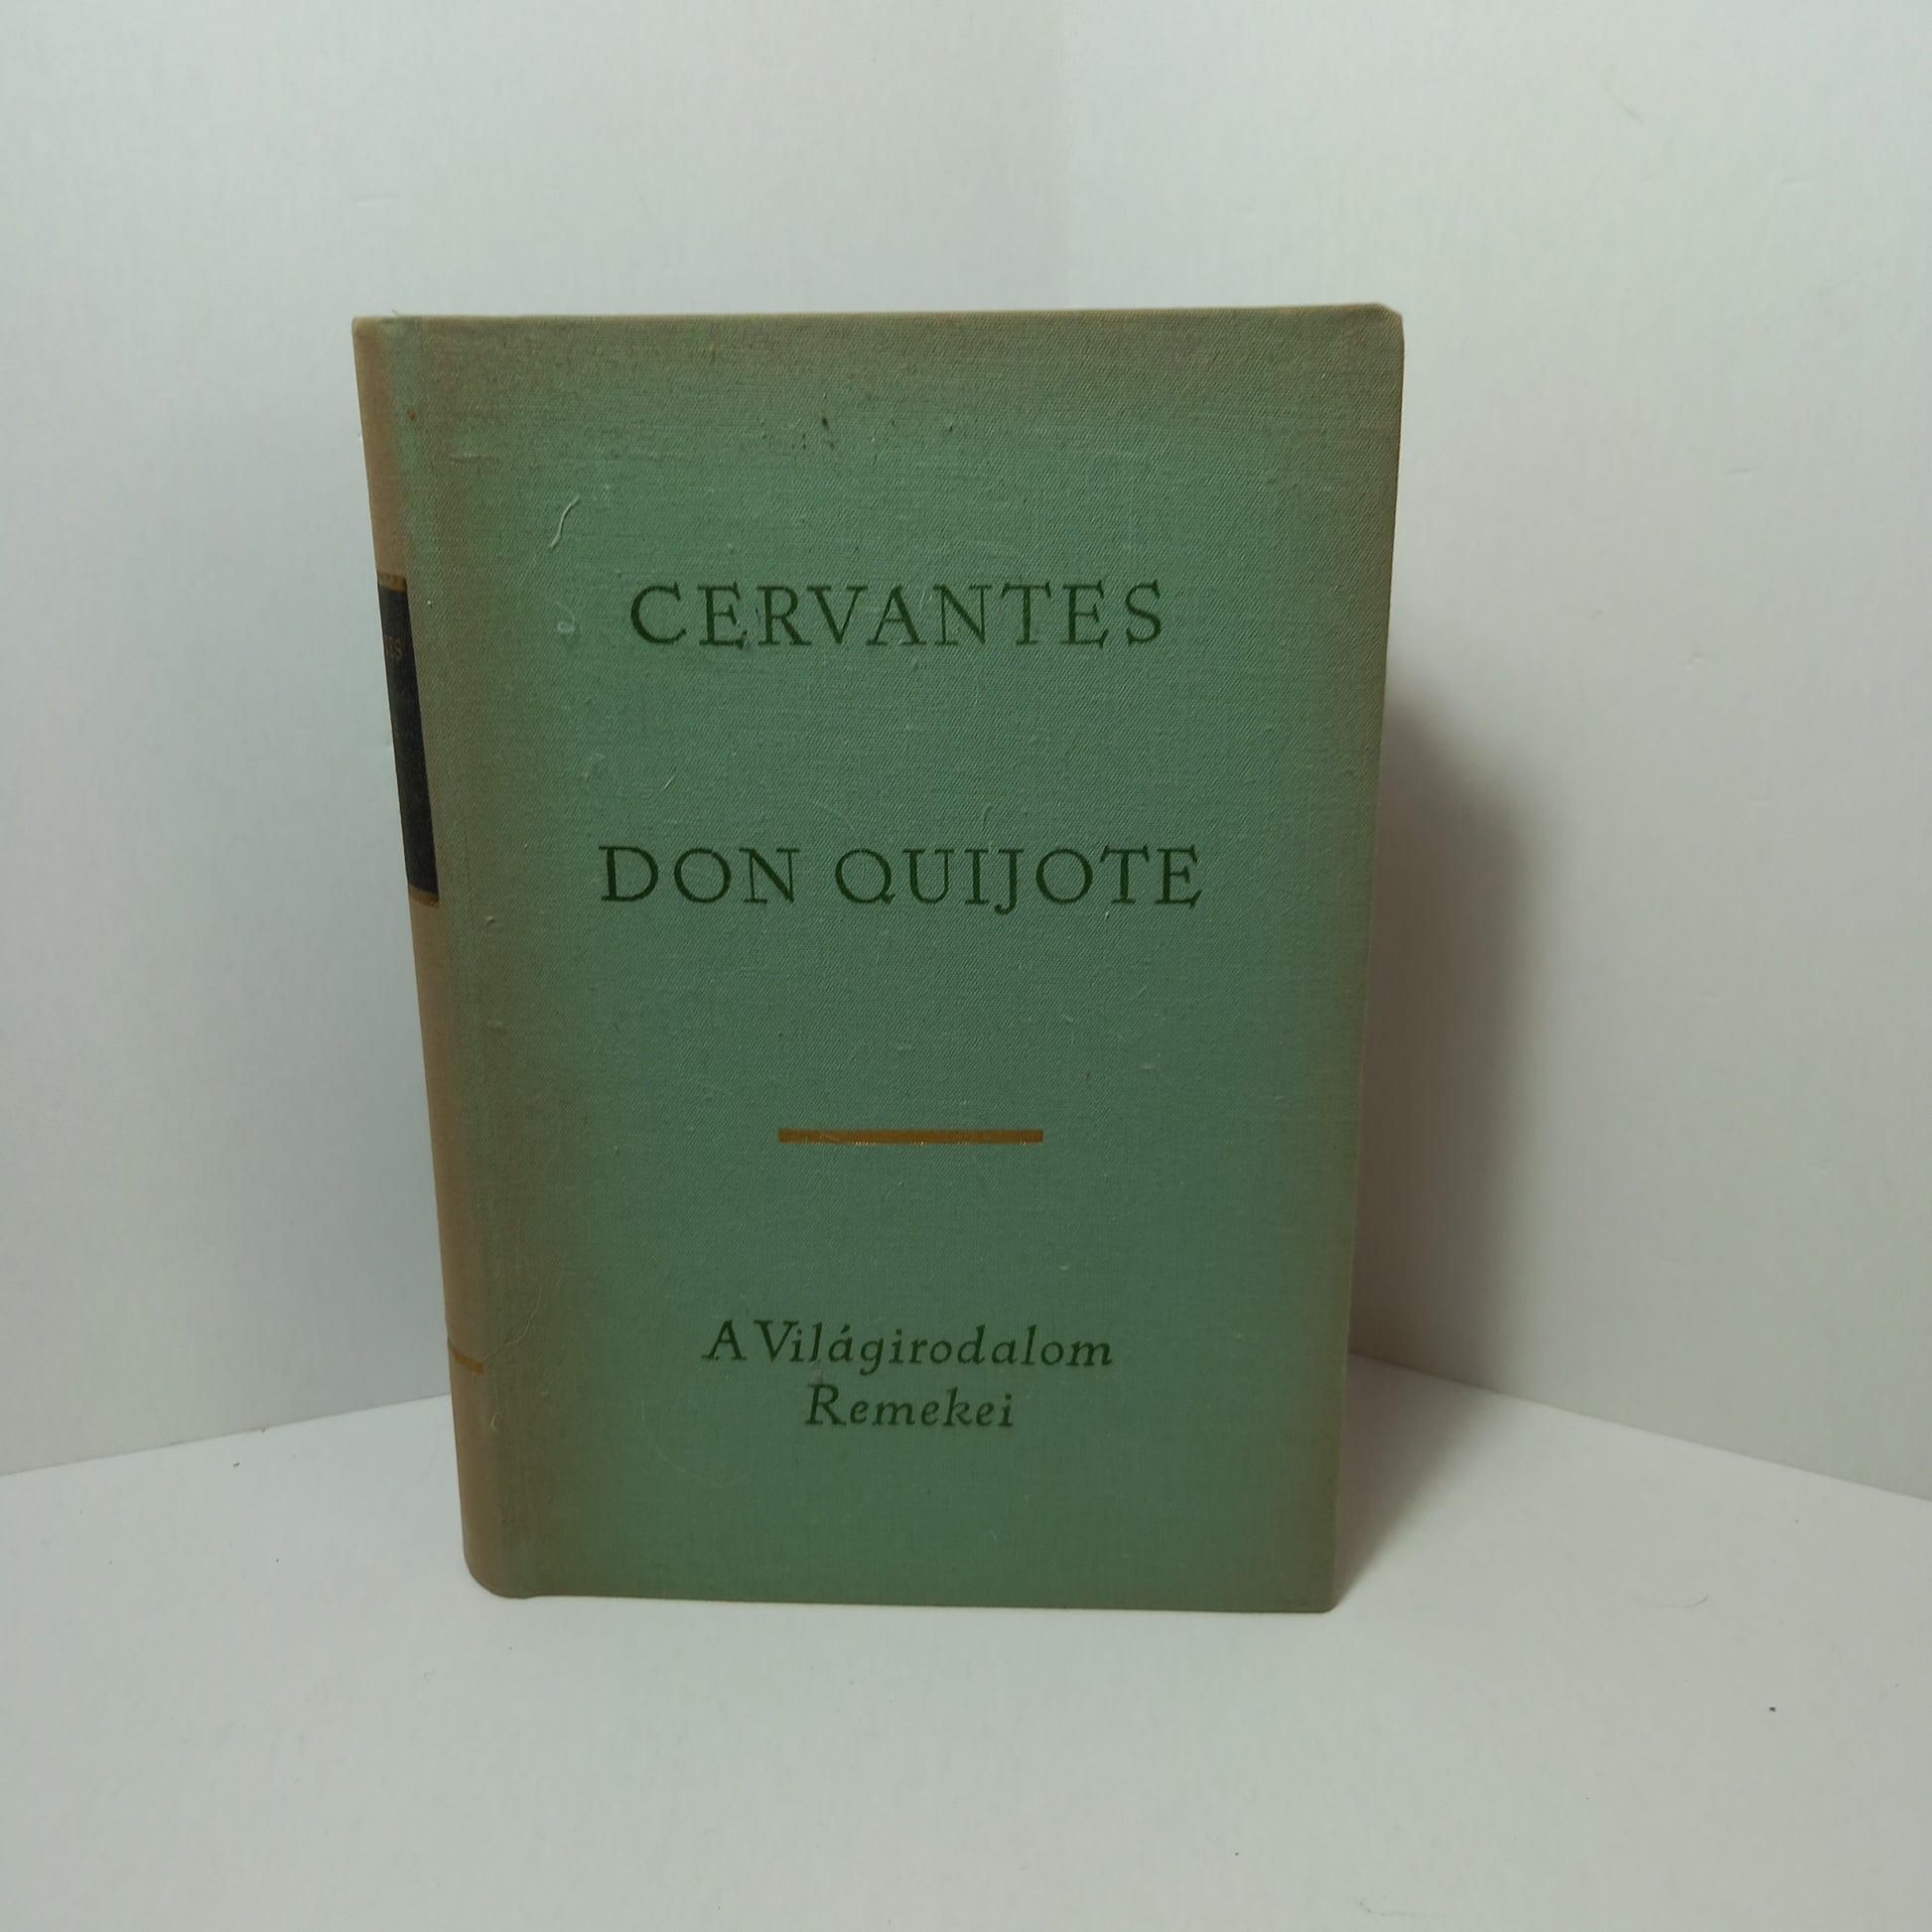 CERVANTES
DON QUIJOTE
A Világirodalom
Remekei